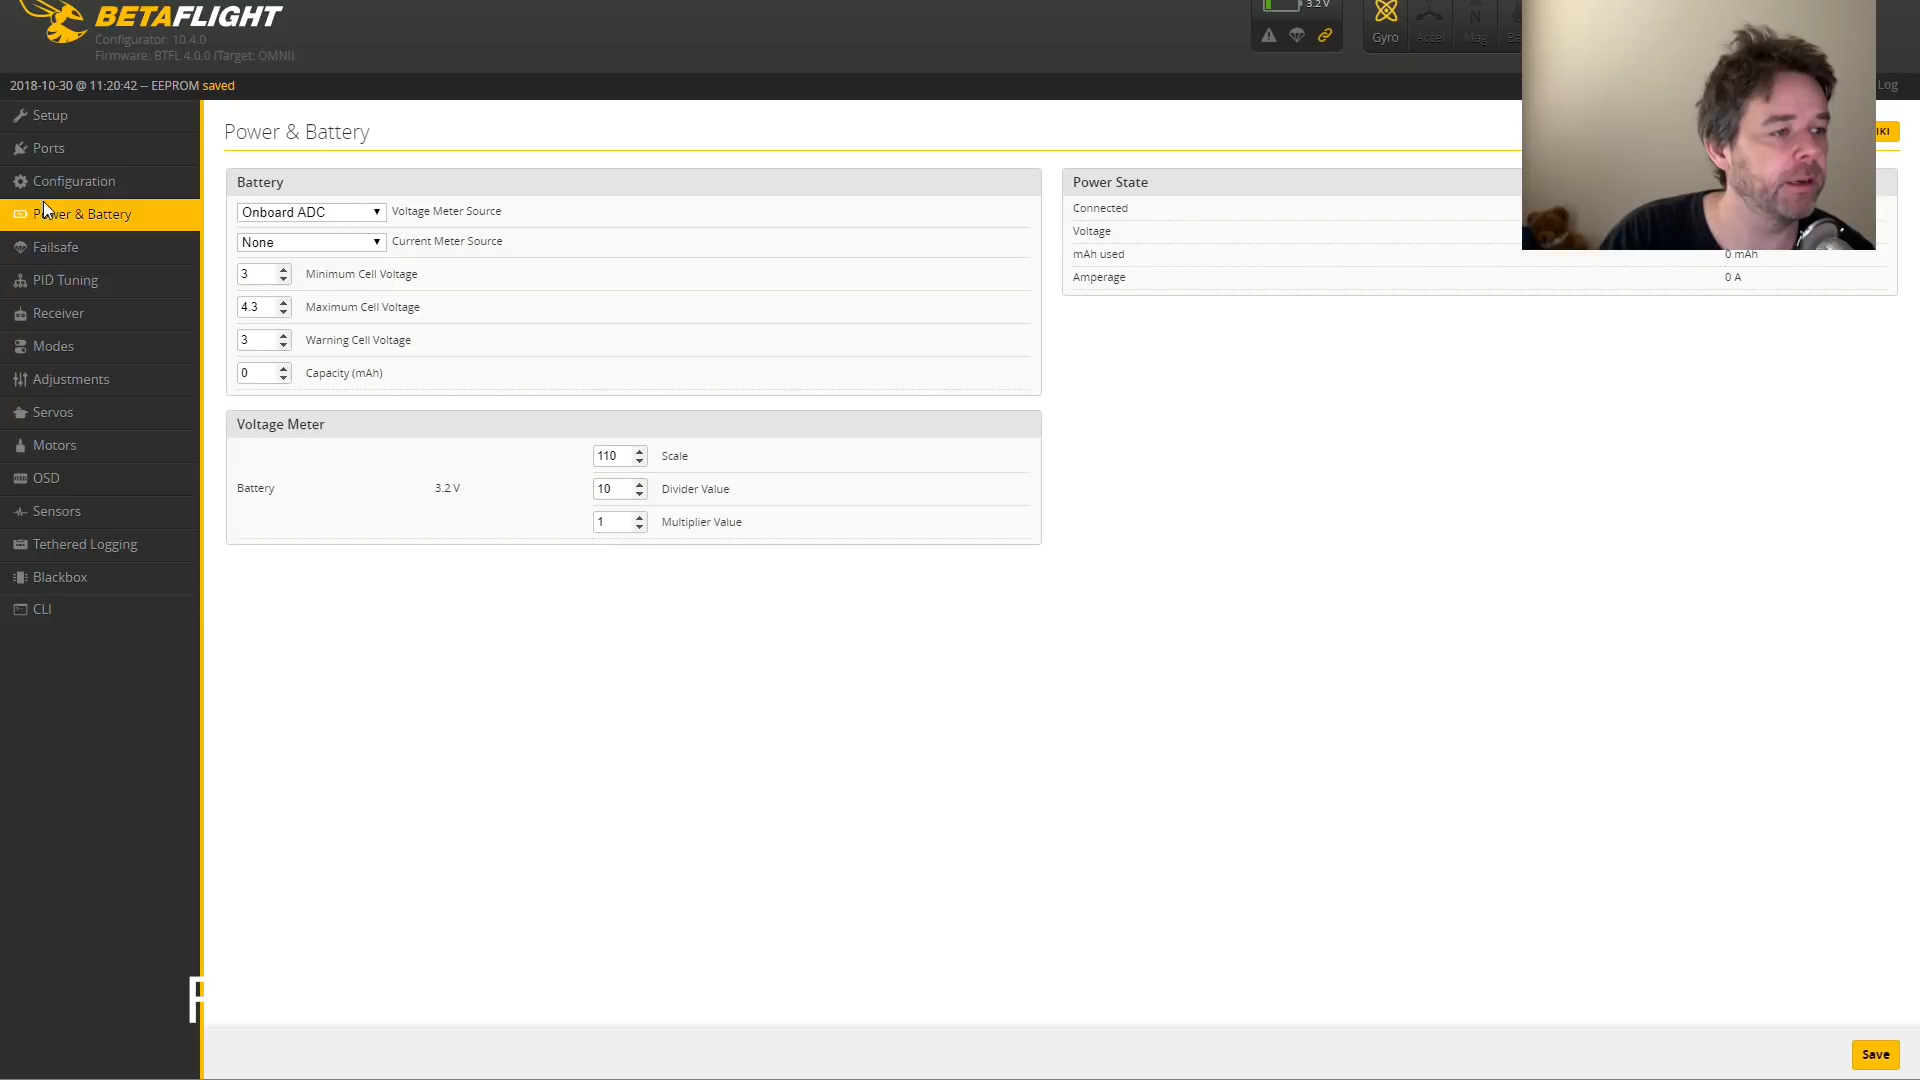 BETAFLIGHT
Configurator: 10.4.0
Firmware: BTFL 4.0.0 (Target: OMNI)
3.2 V
Gyro
Accel
Mag
2018-10-30 @ 11:20:42 -- EEPROM saved
Log
Setup
Ports
Configuration
Power & Battery
Failsafe
PID Tuning
Receiver
Modes
Adjustments
Servos
Motors
OSD
Sensors
Tethered Logging
Blackbox
CLI
Power & Battery
Battery
Onboard ADC Voltage Meter Source
None Current Meter Source
3 Minimum Cell Voltage
4.3 Maximum Cell Voltage
3 Warning Cell Voltage
0 Capacity (mAh)
Voltage Meter
Battery 3.2 V
110 Scale
10 Divider Value
1 Multiplier Value
Power State
Connected
Voltage
mAh used 0 mAh
Amperage 0 A
Save